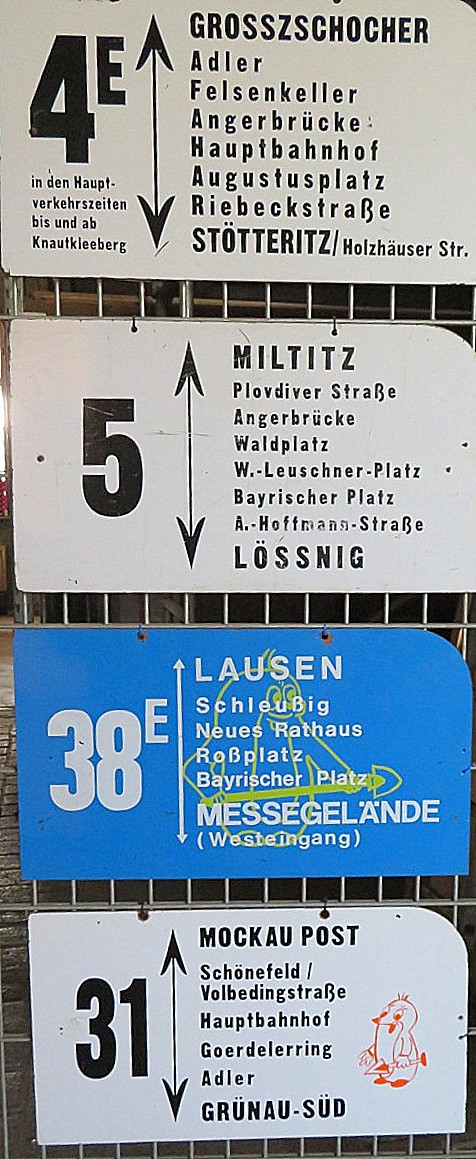 4E
in den Haupt-
verkehrszeiten
bis und ab
Knautkleeberg
GROSSZSCHOCHER
Adler
Felsenkeller
Angerbrücke
Hauptbahnhof
Augustusplatz
Riebeckstraße
STÖTTERITZ/Holzhäuser Str.
5
MILTITZ
Plovdiver Straße
Angerbrücke
Waldplatz
W.-Leuschner-Platz
Bayrischer Platz
A.-Hoffmann-Straße
LÖSSNIG
38E
LAUSEN
Schleußig
Neues Rathaus
Roßplatz
Bayrischer Platz
MESSEGELÄNDE
(Westeingang)
31
MOCKAU POST
Schönefeld /
Volbedingstraße
Hauptbahnhof
Goerdelerring
Adler
GRÜNAU-SÜD